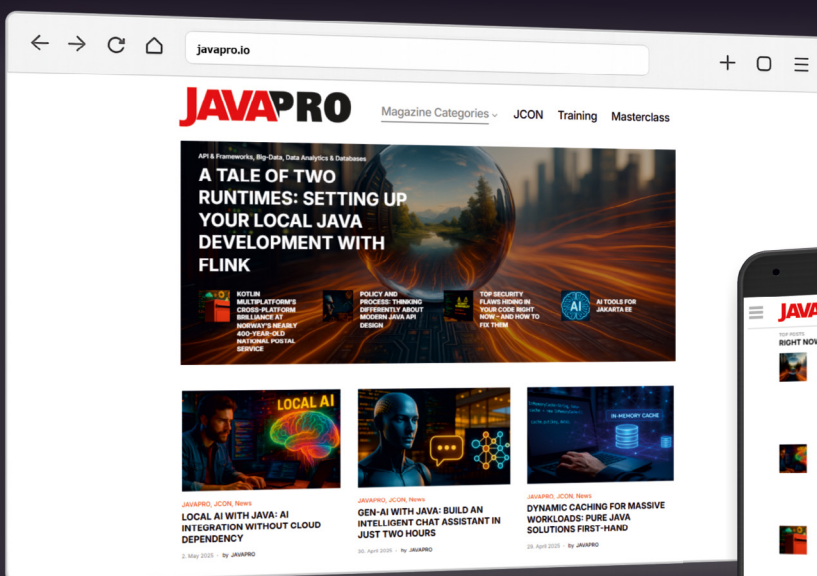 javapro.io
JAVAPRO
Magazine Categories
JCON
Training
Masterclass
API & Frameworks, Big-Data, Data Analytics & Databases
A TALE OF TWO
RUNTIMES: SETTING UP
YOUR LOCAL JAVA
DEVELOPMENT WITH
FLINK
KOTLIN
MULTIPLATFORM'S
CROSS-PLATFORM
BRILLIANCE AT
NORWAY'S NEARLY
400-YEAR-OLD
NATIONAL POSTAL
SERVICE
POLICY AND
PROCESS: THINKING
DIFFERENTLY ABOUT
MODERN JAVA API
DESIGN
TOP SECURITY
FLAWS HIDING IN
YOUR CODE RIGHT
NOW – AND HOW TO
FIX THEM
AI
AI TOOLS FOR
JAKARTA EE
LOCAL AI
JAVAPRO, JCON, News
LOCAL AI WITH JAVA: AI
INTEGRATION WITHOUT CLOUD
DEPENDENCY
2. May 2025 - by JAVAPRO
JAVAPRO, JCON, News
GEN-AI WITH JAVA: BUILD AN
INTELLIGENT CHAT ASSISTANT IN
JUST TWO HOURS
30. April 2025 - by JAVAPRO
IN-MEMORY CACHE
JAVAPRO, JCON, News
DYNAMIC CACHING FOR MASSIVE
WORKLOADS: PURE JAVA
SOLUTIONS FIRST-HAND
28. April 2025 - by JAVAPRO
JAVA
TOP POSTS
RIGHT NOW